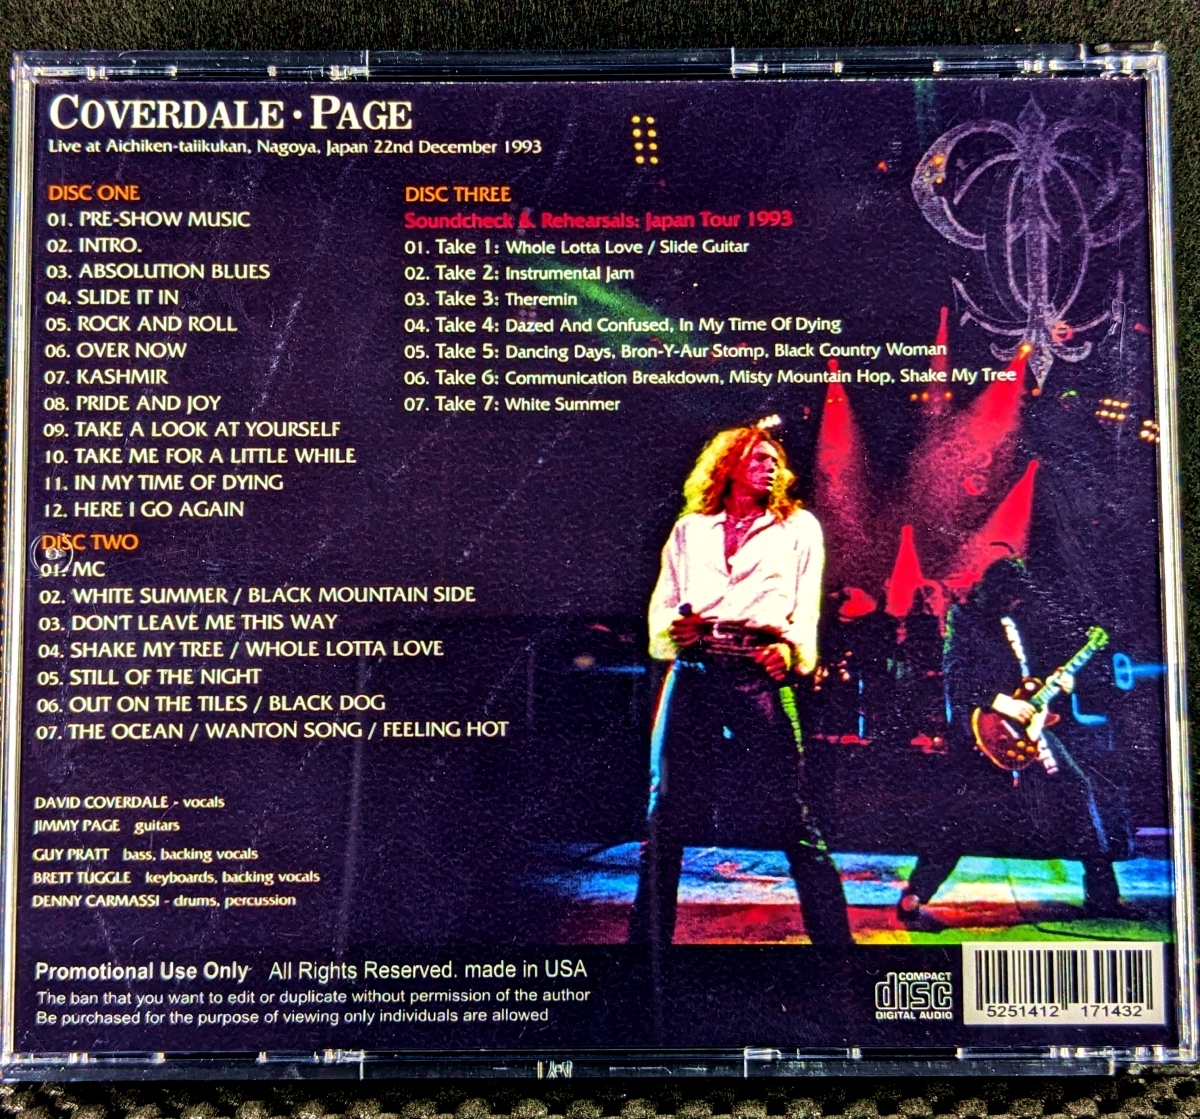 COVERDALE • PAGE
Live at Aichiken-taiikukan, Nagoya, Japan 22nd December 1993
DISC ONE
01. PRE-SHOW MUSIC
02. INTRO.
03. ABSOLUTION BLUES
04. SLIDE IT IN
05. ROCK AND ROLL
06. OVER NOW
07. KASHMIR
08. PRIDE AND JOY
09. TAKE A LOOK AT YOURSELF
10. TAKE ME FOR A LITTLE WHILE
11. IN MY TIME OF DYING
12. HERE I GO AGAIN
DISC TWO
01. MC
02. WHITE SUMMER / BLACK MOUNTAIN SIDE
03. DON'T LEAVE ME THIS WAY
04. SHAKE MY TREE / WHOLE LOTTA LOVE
05. STILL OF THE NIGHT
06. OUT ON THE TILES / BLACK DOG
07. THE OCEAN / WANTON SONG / FEELING HOT
DISC THREE
Soundcheck & Rehearsals: Japan Tour 1993
01. Take 1: Whole Lotta Love / Slide Guitar
02. Take 2: Instrumental Jam
03. Take 3: Theremin
04. Take 4: Dazed And Confused, In My Time Of Dying
05. Take 5: Dancing Days, Bron-Y-Aur Stomp, Black Country Woman
06. Take 6: Communication Breakdown, Misty Mountain Hop, Shake My Tree
07. Take 7: White Summer
DAVID COVERDALE - vocals
JIMMY PAGE guitars
GUY PRATT bass, backing vocals
BRETT TUGGLE keyboards, backing vocals
DENNY CARMASSI - drums, percussion
Promotional Use Only All Rights Reserved. made in USA
The ban that you want to edit or duplicate without permission of the author
Be purchased for the purpose of viewing only individuals are allowed
COMPACT
disc
DIGITAL AUDIO
5251412 171432